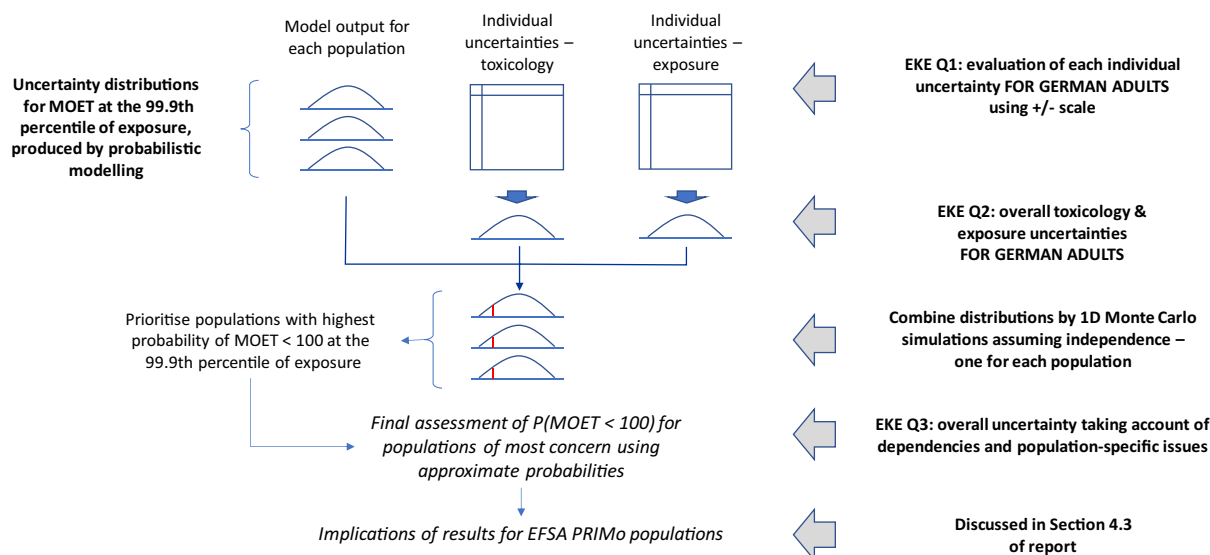 Model output for
each population
Individual
uncertainties –
toxicology
Individual
uncertainties –
exposure
Uncertainty distributions
for MOET at the 99.9th
percentile of exposure,
produced by probabilistic
modelling
EKE Q1: evaluation of each individual
uncertainty FOR GERMAN ADULTS
using +/- scale
EKE Q2: overall toxicology &
exposure uncertainties
FOR GERMAN ADULTS
Prioritise populations with highest
probability of MOET < 100 at the
99.9th percentile of exposure
Combine distributions by 1D Monte Carlo
simulations assuming independence –
one for each population
Final assessment of P(MOET < 100) for
populations of most concern using
approximate probabilities
EKE Q3: overall uncertainty taking account of
dependencies and population-specific issues
Implications of results for EFSA PRIMo populations
Discussed in Section 4.3
of report